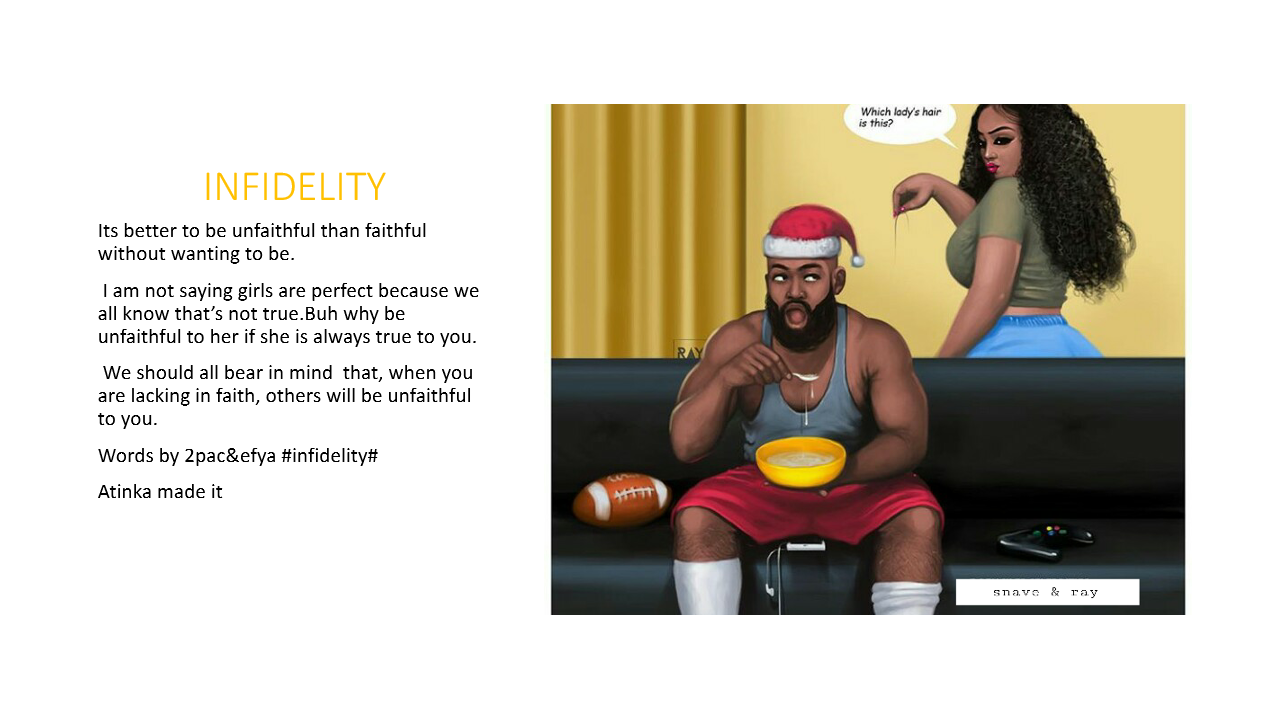 INFIDELITY
Its better to be unfaithful than faithful
without wanting to be.
I am not saying girls are perfect because we
all know that’s not true.Buh why be
unfaithful to her if she is always true to you.
We should all bear in mind  that, when you
are lacking in faith, others will be unfaithful
to you.
Words by 2pac&efya #infidelity#
Atinka made it
Which lady's hair
is this?
RAY
snave & ray